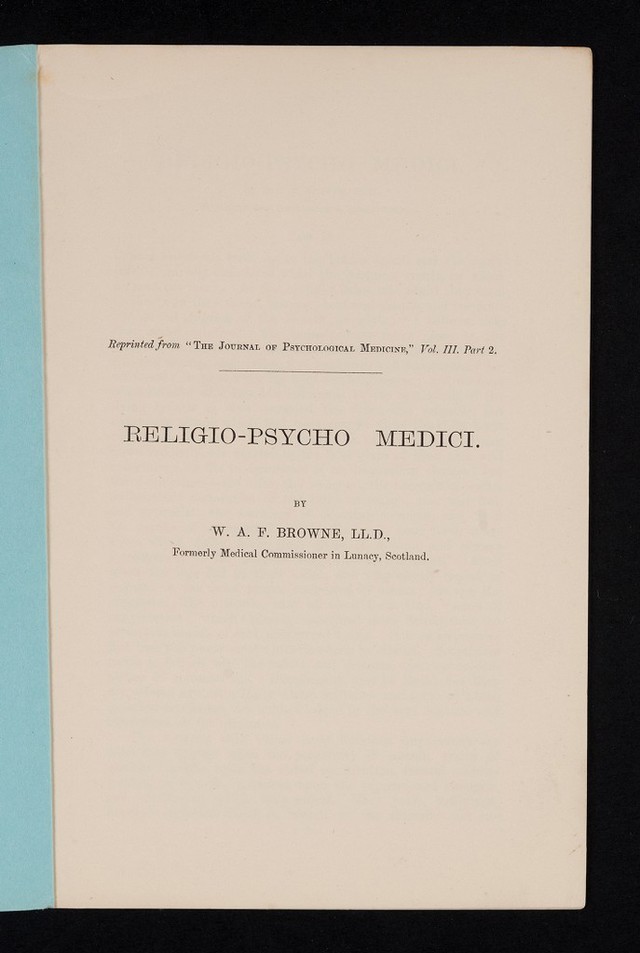 Reprinted from "The Journal of Psychological Medicine," Vol. III. Part 2.
RELIGIO-PSYCHO MEDICI.
BY
W. A. F. BROWNE, LL.D.,
Formerly Medical Commissioner in Lunacy, Scotland.